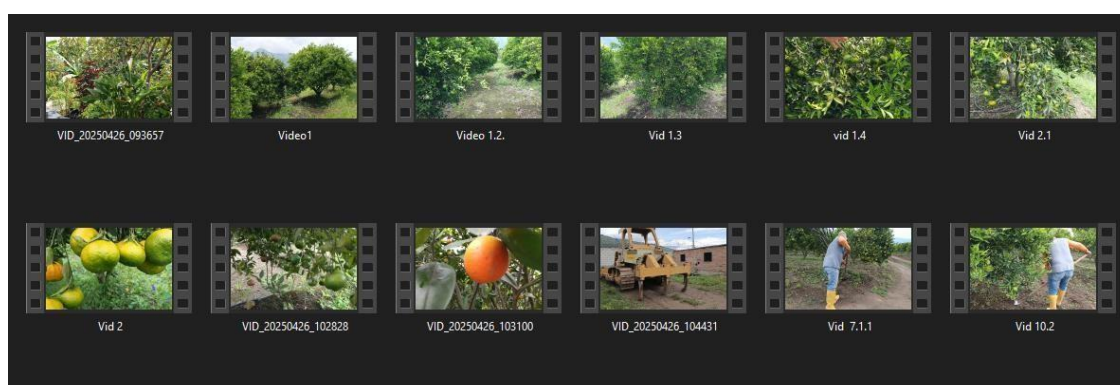 VID_20250426_093657
Video1
Video 1.2.
Vid 1.3
vid 1.4
Vid 2.1
Vid 2
VID_20250426_102828
VID_20250426_103100
VID_20250426_104431
Vid  7.1.1
Vid 10.2